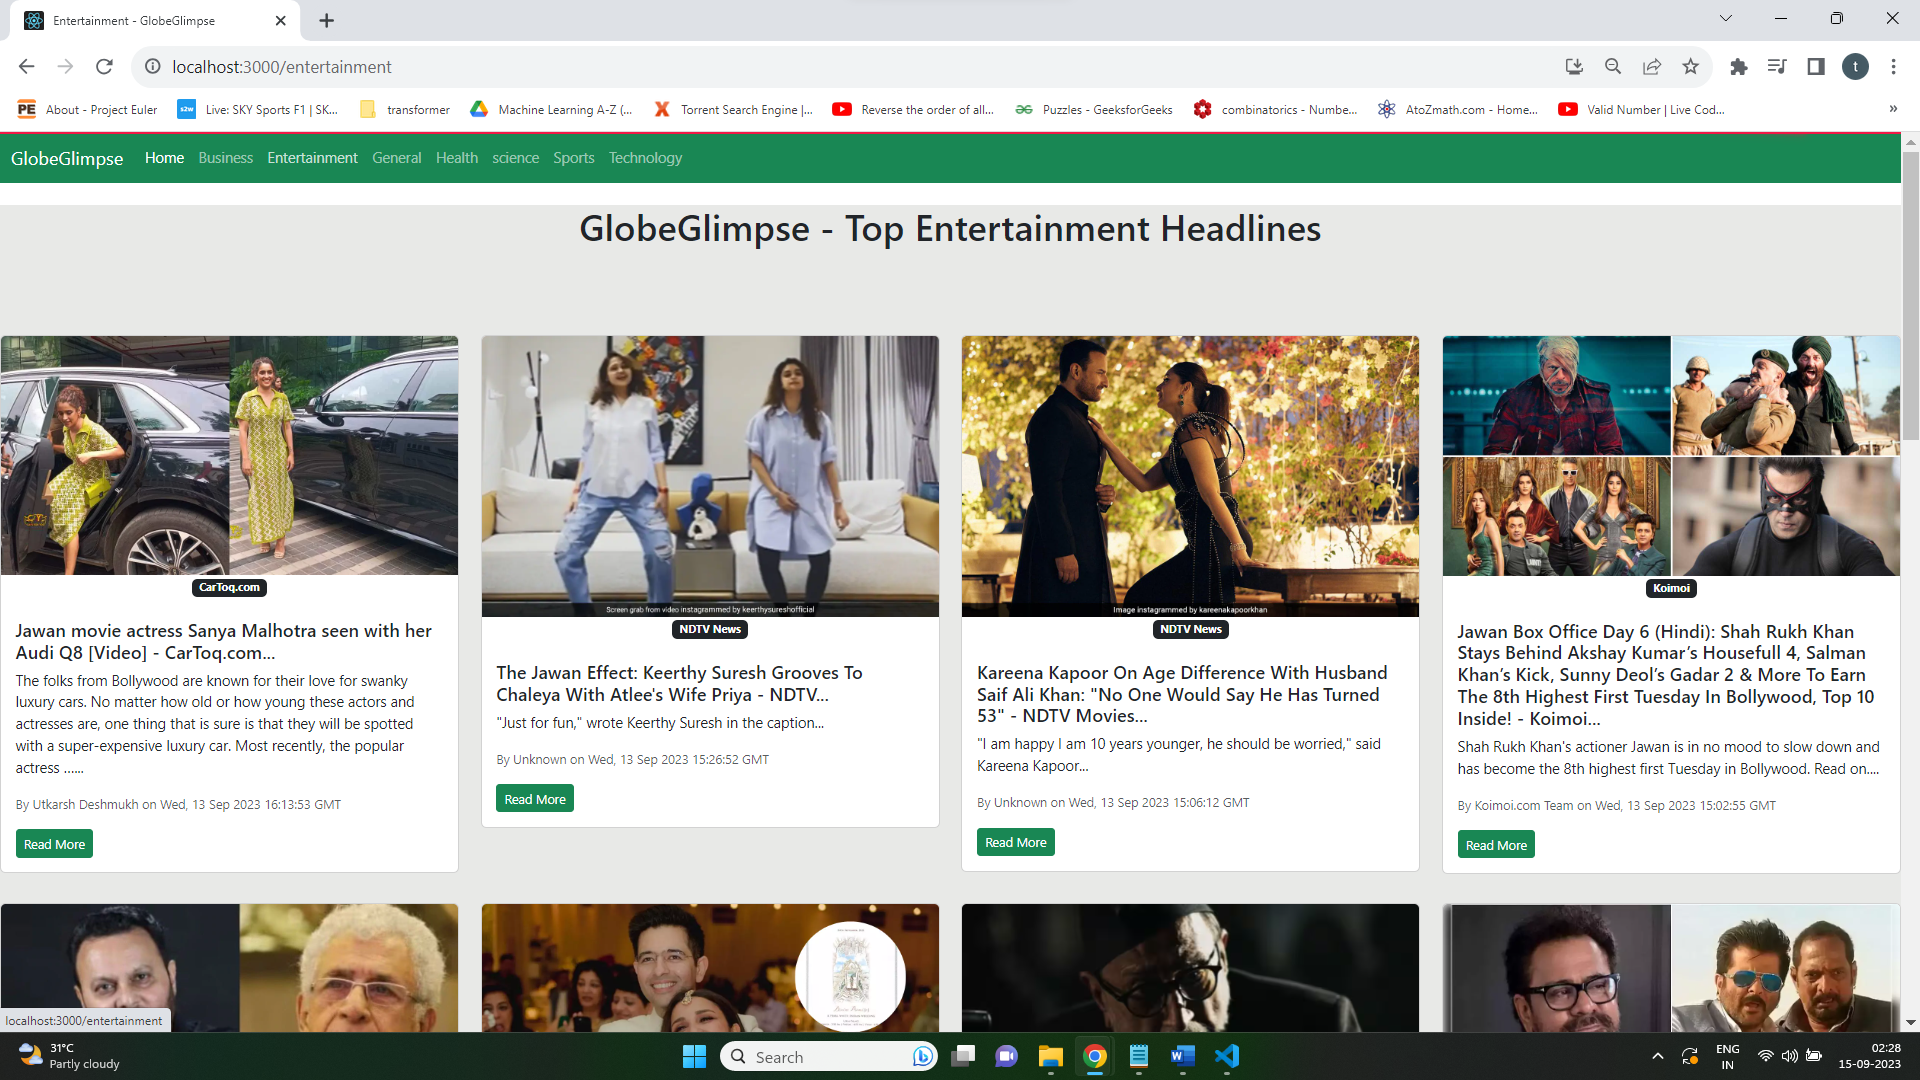 Entertainment - GlobeGlimpse
localhost:3000/entertainment
t
PE About - Project Euler
s2w Live: SKY Sports F1 | SK...
transformer
Machine Learning A-Z (...
Torrent Search Engine |...
Reverse the order of all...
Puzzles - GeeksforGeeks
combinatorics - Numbe...
AtoZmath.com - Home...
Valid Number | Live Cod...
»
GlobeGlimpse Home Business Entertainment General Health science Sports Technology
GlobeGlimpse - Top Entertainment Headlines
CarToq.com
Jawan movie actress Sanya Malhotra seen with her
Audi Q8 [Video] - CarToq.com...
The folks from Bollywood are known for their love for swanky
luxury cars. No matter how old or how young these actors and
actresses are, one thing that is sure is that they will be spotted
with a super-expensive luxury car. Most recently, the popular
actress ......
By Utkarsh Deshmukh on Wed, 13 Sep 2023 16:13:53 GMT
Read More
Screen grab from video instagrammed by keerthysureshofficial
NDTV News
The Jawan Effect: Keerthy Suresh Grooves To
Chaleya With Atlee's Wife Priya - NDTV...
"Just for fun," wrote Keerthy Suresh in the caption...
By Unknown on Wed, 13 Sep 2023 15:26:52 GMT
Read More
Image instagrammed by kareenakapoorkhan
NDTV News
Kareena Kapoor On Age Difference With Husband
Saif Ali Khan: "No One Would Say He Has Turned
53" - NDTV Movies...
"I am happy I am 10 years younger, he should be worried," said
Kareena Kapoor...
By Unknown on Wed, 13 Sep 2023 15:06:12 GMT
Read More
Koimoi
Jawan Box Office Day 6 (Hindi): Shah Rukh Khan
Stays Behind Akshay Kumar’s Housefull 4, Salman
Khan’s Kick, Sunny Deol’s Gadar 2 & More To Earn
The 8th Highest First Tuesday In Bollywood, Top 10
Inside! - Koimoi...
Shah Rukh Khan's actioner Jawan is in no mood to slow down and
has become the 8th highest first Tuesday in Bollywood. Read on....
By Koimoi.com Team on Wed, 13 Sep 2023 15:02:55 GMT
Read More
localhost:3000/entertainment
31°C
Partly cloudy
Search
ENG
IN
02:28
15-09-2023